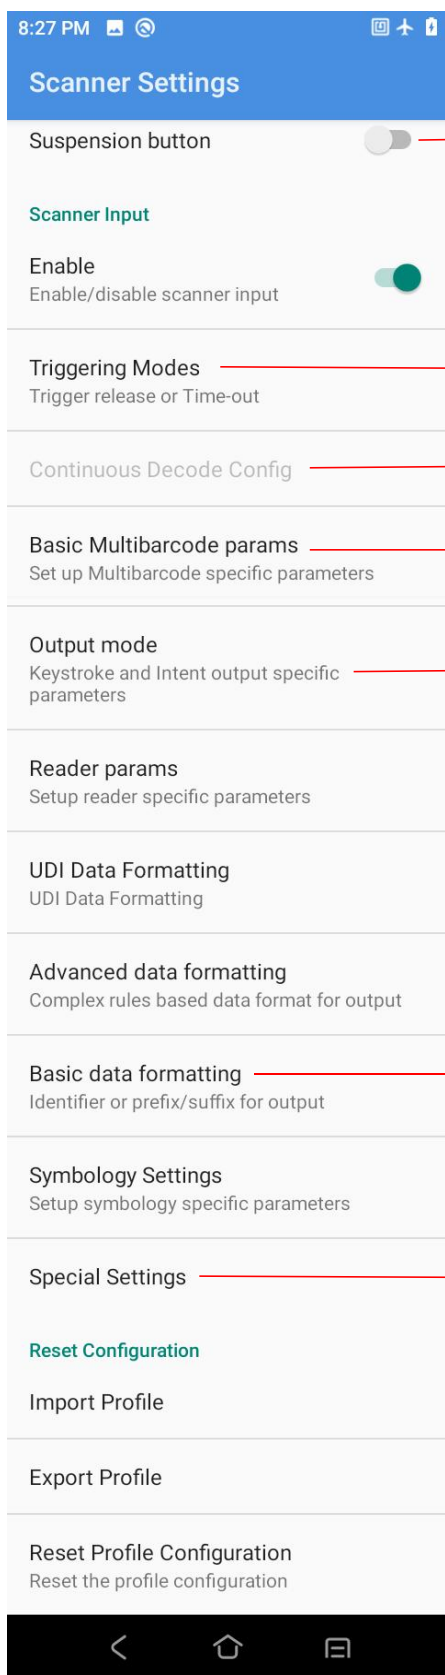 8:27 PM
Scanner Settings
Suspension button
Scanner Input
Enable
Enable/disable scanner input
Triggering Modes
Trigger release or Time-out
Continuous Decode Config
Basic Multibarcode params
Set up Multibarcode specific parameters
Output mode
Keystroke and Intent output specific
parameters
Reader params
Setup reader specific parameters
UDI Data Formatting
UDI Data Formatting
Advanced data formatting
Complex rules based data format for output
Basic data formatting
Identifier or prefix/suffix for output
Symbology Settings
Setup symbology specific parameters
Special Settings
Reset Configuration
Import Profile
Export Profile
Reset Profile Configuration
Reset the profile configuration